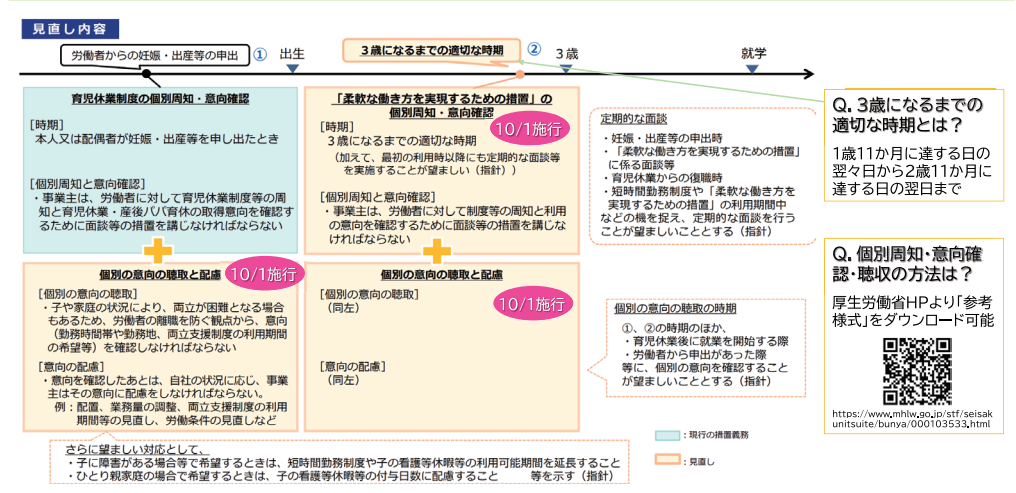 見直し内容
労働者からの妊娠・出産等の申出
①
出生
3歳になるまでの適切な時期
②
3歳
就学
育児休業制度の個別周知・意向確認
[時期]
本人又は配偶者が妊娠・出産等を申し出たとき
[個別周知と意向確認]
・事業主は、労働者に対して育児休業制度等の周
知と育児休業・産後パパ育休の取得意向を確認す
るために面談等の措置を講じなければならない
「柔軟な働き方を実現するための措置」の
個別周知・意向確認
10/1施行
[時期]
3歳になるまでの適切な時期
(加えて、最初の利用時以降にも定期的な面談等
を実施することが望ましい(指針))
[個別周知と意向確認]
・事業主は、労働者に対して制度等の周知と利用
の意向を確認するために面談等の措置を講じな
ければならない
定期的な面談
・妊娠・出産等の申出時
・「柔軟な働き方を実現するための措置」
に係る面談等
・育児休業からの復職時
・短時間勤務制度や「柔軟な働き方を
実現するための措置」の利用期間中
などの機を捉え、定期的な面談を行う
ことが望ましいこととする(指針)
Q. 3歳になるまでの
適切な時期とは?
1歳11か月に達する日の
翌々日から2歳11か月に
達する日の翌日まで
個別の意向の聴取と配慮
10/1施行
[個別の意向の聴取]
・子や家庭の状況により、両立が困難となる場合
もあるため、労働者の離職を防ぐ観点から、意向
(勤務時間帯や勤務地、両立支援制度の利用期間
の希望等)を確認しなければならない
[意向の配慮]
・意向を確認したあとは、自社の状況に応じ、事業
主はその意向に配慮をしなければならない。
例:配置、業務量の調整、両立支援制度の利用
期間等の見直し、労働条件の見直しなど
個別の意向の聴取と配慮
10/1施行
[個別の意向の聴取]
(同左)
[意向の配慮]
(同左)
個別の意向の聴取の時期
①、②の時期のほか、
・育児休業後に就業を開始する際
・労働者から申出があった際
等に、個別の意向を確認すること
が望ましいこととする(指針)
Q. 個別周知・意向確
認・聴収の方法は?
厚生労働省HPより「参考
様式」をダウンロード可能
https://www.mhlw.go.jp/stf/seisak
unitsuite/bunya/000103533.html
:現行の措置義務
:見直し
さらに望ましい対応として、
・子に障害がある場合等で希望するときは、短時間勤務制度や子の看護等休暇等の利用可能期間を延長すること
・ひとり親家庭の場合で希望するときは、子の看護等休暇等の付与日数に配慮すること 等を示す(指針)